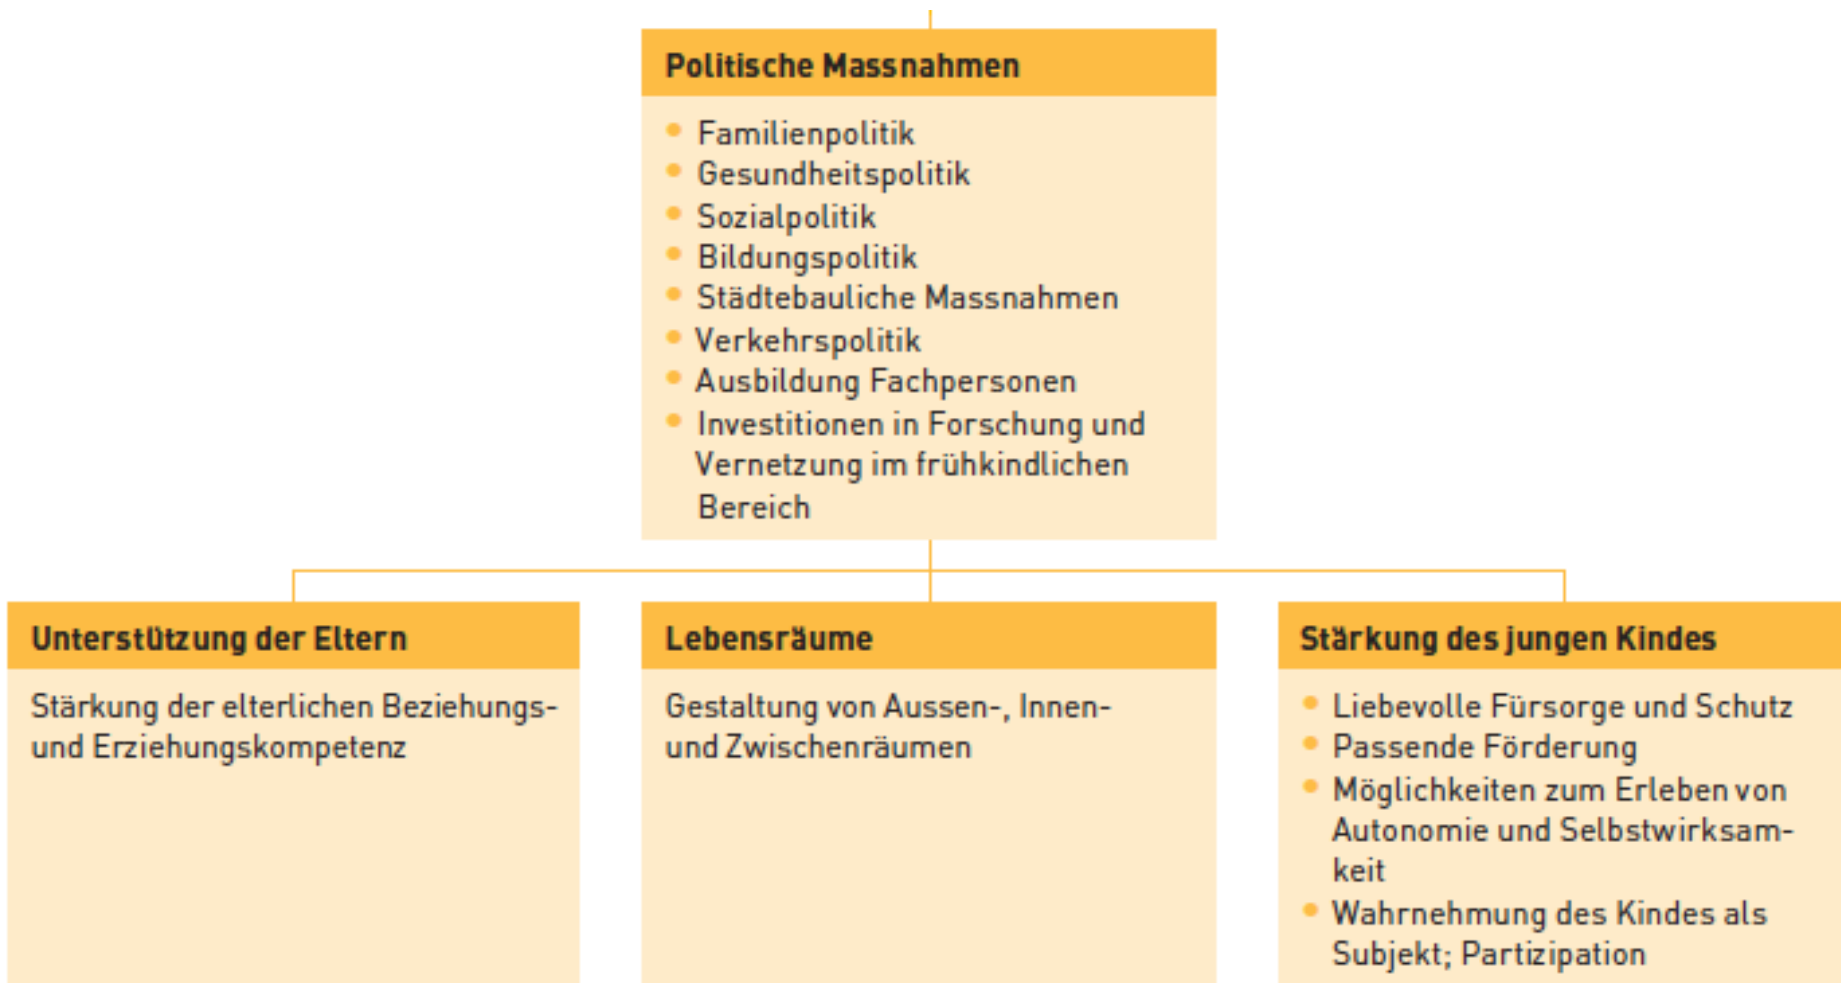 Politische Massnahmen
• Familienpolitik
• Gesundheitspolitik
• Sozialpolitik
• Bildungspolitik
• Städtebauliche Massnahmen
• Verkehrspolitik
• Ausbildung Fachpersonen
• Investitionen in Forschung und
Vernetzung im frühkindlichen
Bereich
Unterstützung der Eltern
Stärkung der elterlichen Beziehungs-
und Erziehungskompetenz
Lebensräume
Gestaltung von Aussen-, Innen-
und Zwischenräumen
Stärkung des jungen Kindes
• Liebevolle Fürsorge und Schutz
• Passende Förderung
• Möglichkeiten zum Erleben von
Autonomie und Selbstwirksam-
keit
• Wahrnehmung des Kindes als
Subjekt; Partizipation